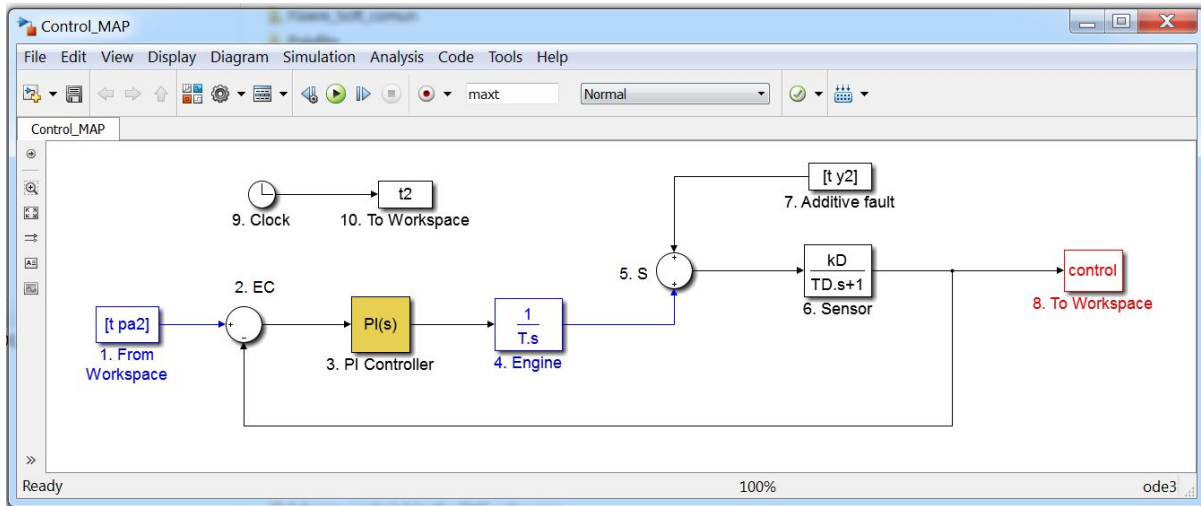 Control_MAP
File Edit View Display Diagram Simulation Analysis Code Tools Help
maxt Normal
Control_MAP
[t y2]
7. Additive fault
t2
9. Clock 10. To Workspace
+
5. S +
kD
TD.s+1
6. Sensor
control
8. To Workspace
2. EC
[t pa2]
+
-
PI(s)
1
T.s
1. From
Workspace
3. PI Controller
4. Engine
Ready 100% ode3